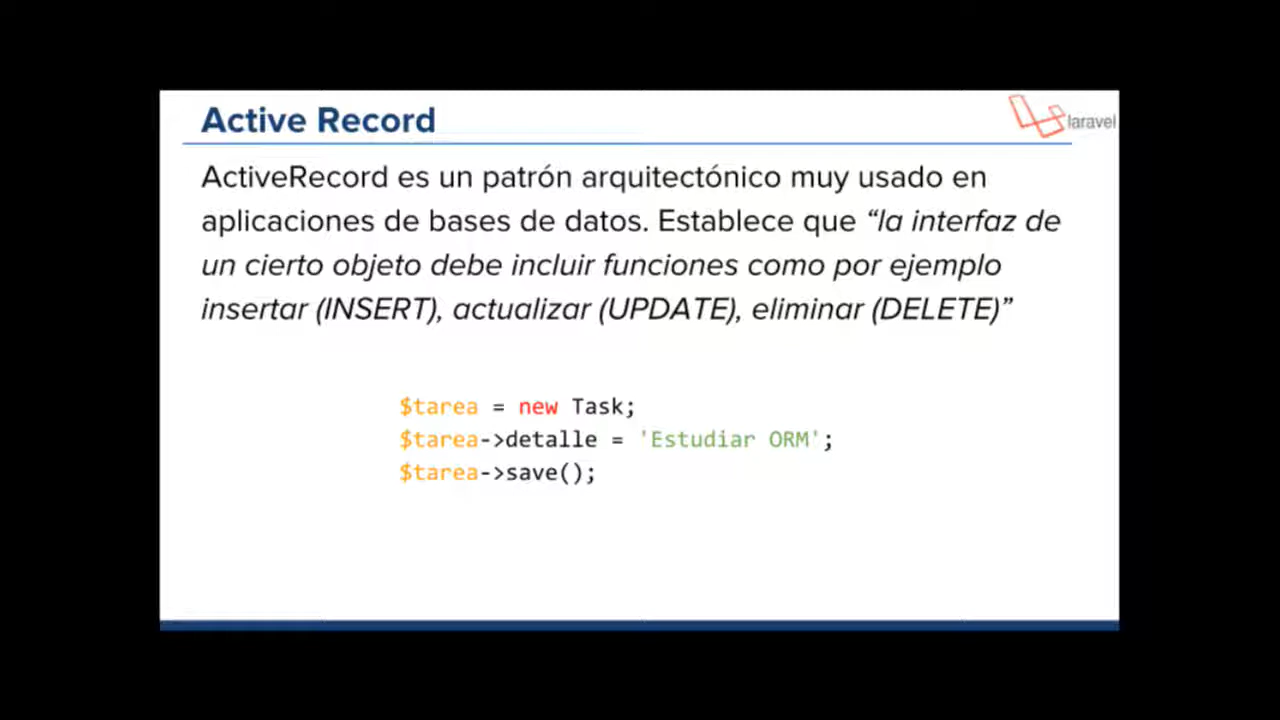 Active Record
laravel
ActiveRecord es un patrón arquitectónico muy usado en
aplicaciones de bases de datos. Establece que “la interfaz de
un cierto objeto debe incluir funciones como por ejemplo
insertar (INSERT), actualizar (UPDATE), eliminar (DELETE)”
$tarea = new Task;
$tarea->detalle = 'Estudiar ORM';
$tarea->save();